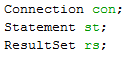 Connection con;
Statement st;
ResultSet rs;